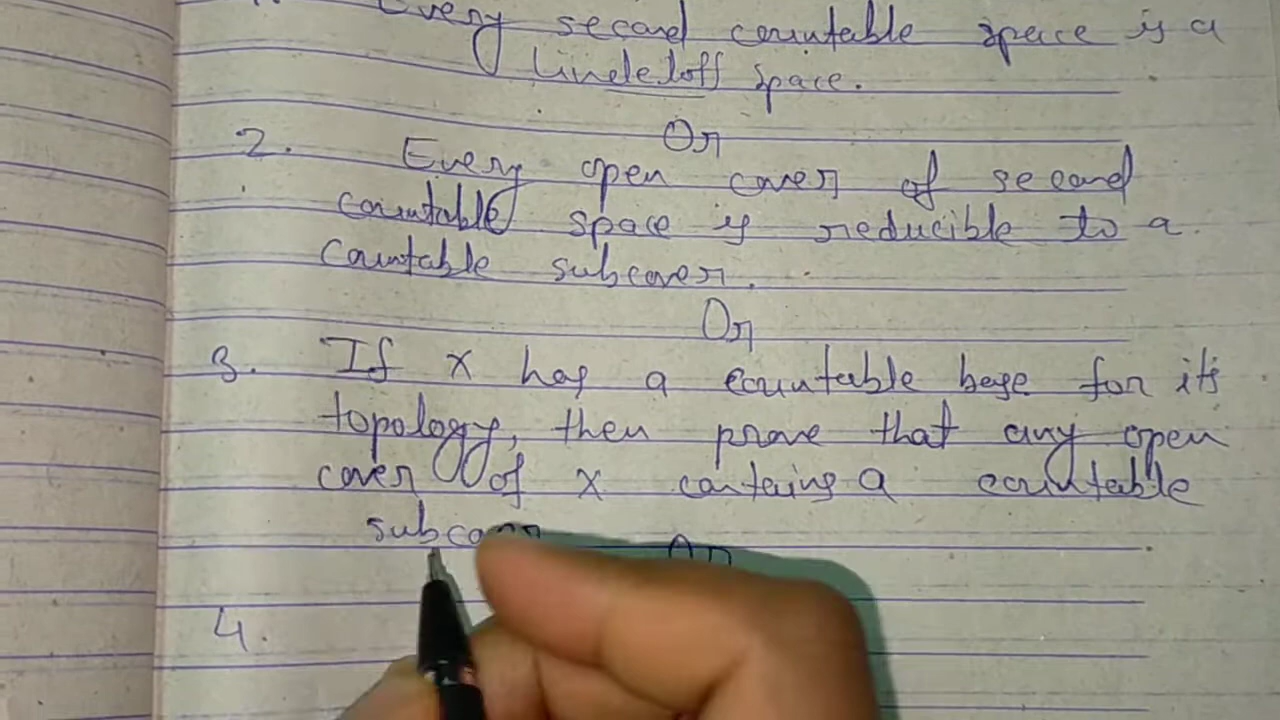 Every second countable space is a
Lindeloff space.
Or
2. Every open cover of second
countable space is reducible to a
countable subcover.
Or
3. If X has a countable base for its
topology, then prove that any open
cover of X contains a countable
subcover
Or
4.